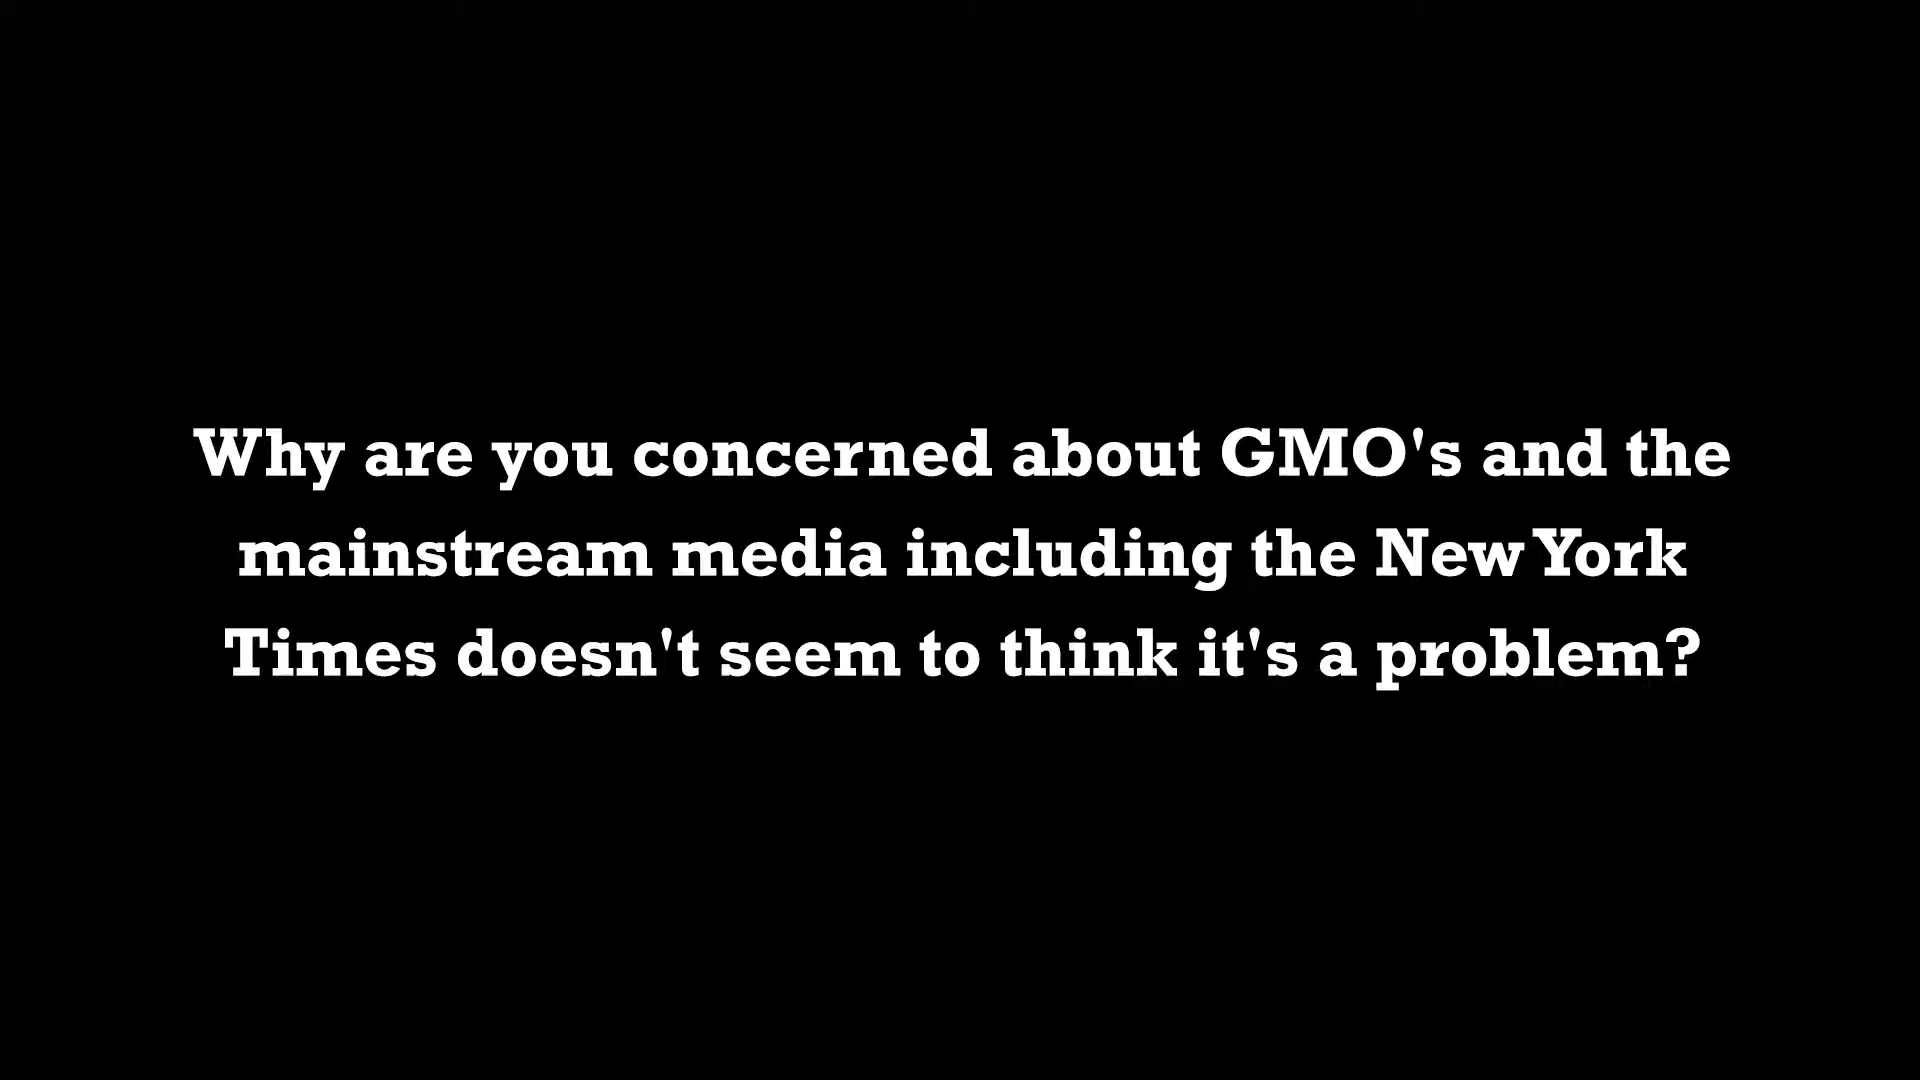 Why are you concerned about GMO's and the
mainstream media including the New York
Times doesn't seem to think it's a problem?